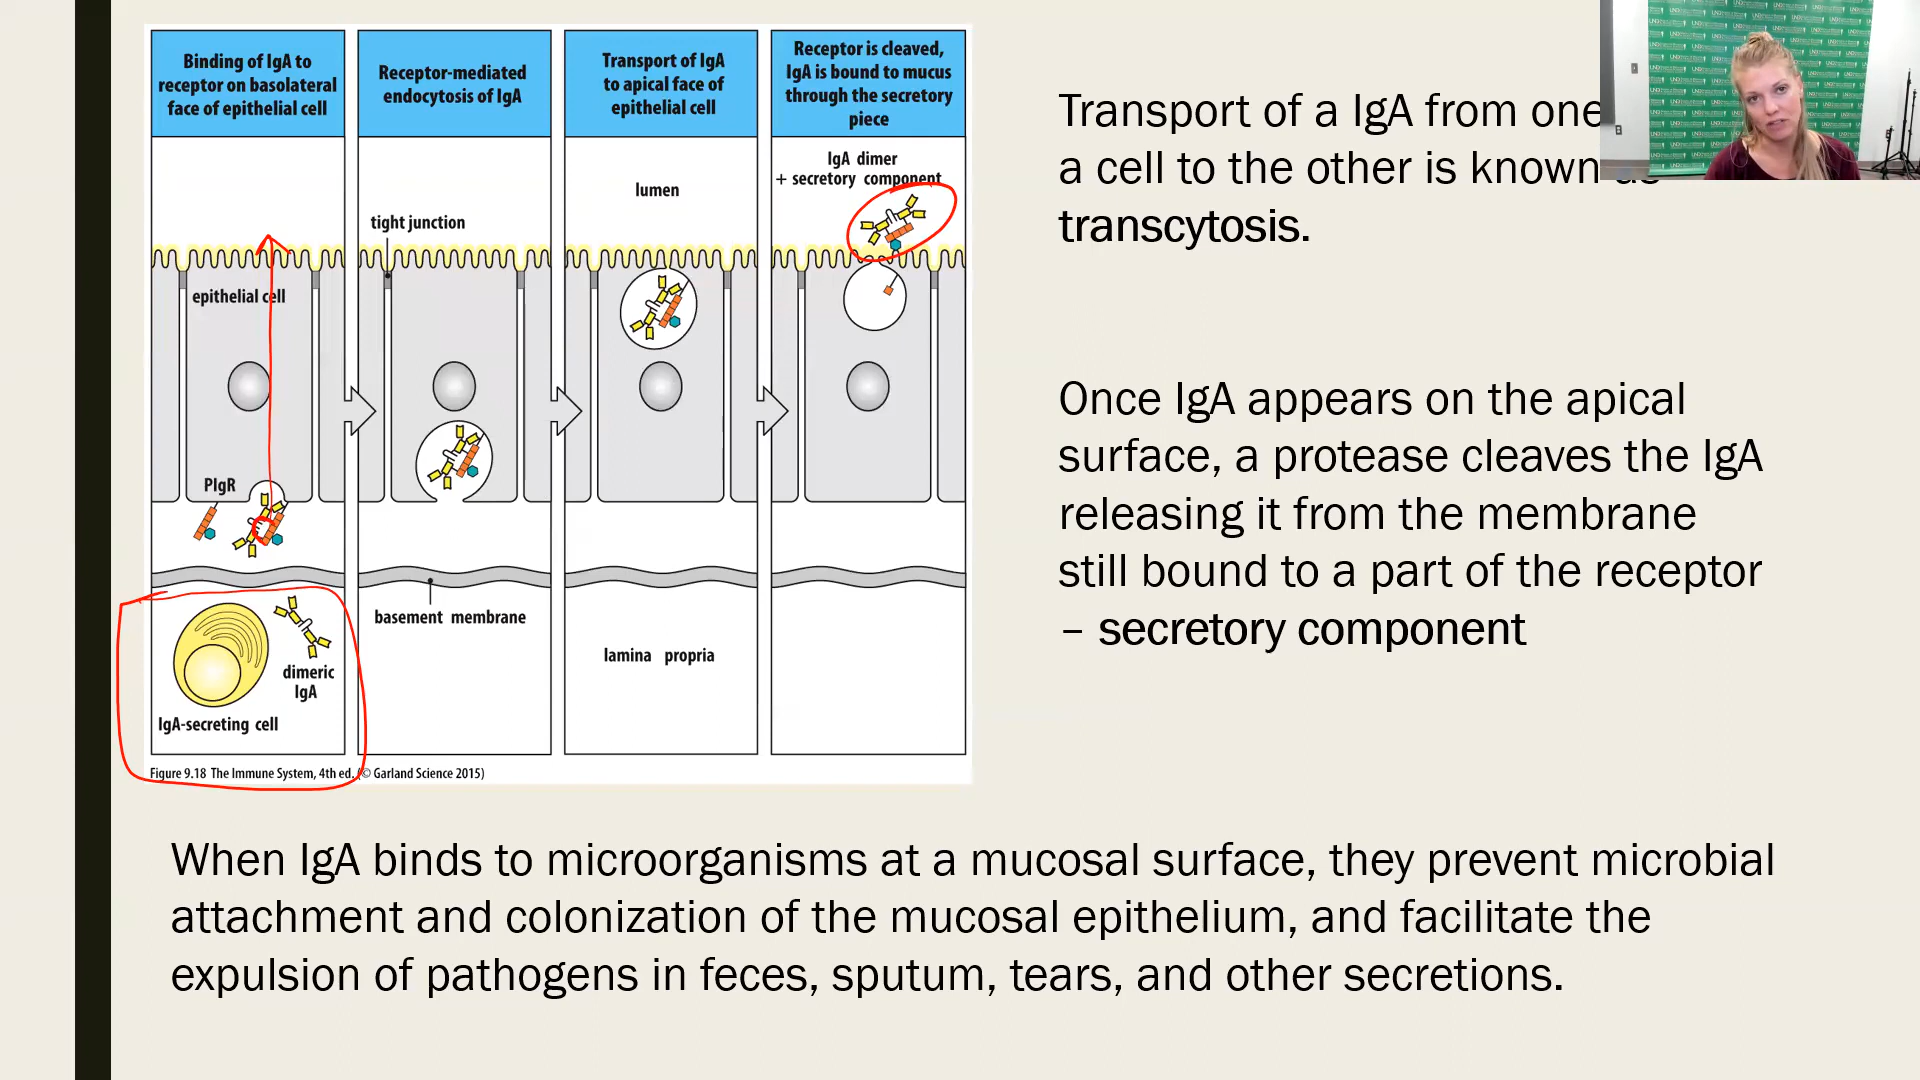 Binding of IgA to
receptor on basolateral
face of epithelial cell
Receptor-mediated
endocytosis of IgA
Transport of IgA
to apical face of
epithelial cell
Receptor is cleaved,
IgA is bound to mucus
through the secretory
piece
IgA dimer
+ secretory component
lumen
tight junction
epithelial cell
PIgR
basement membrane
lamina propria
dimeric
IgA
IgA-secreting cell
Figure 9.18 The Immune System, 4th ed. (© Garland Science 2015)
Transport of a IgA from one
a cell to the other is known as
transcytosis.
Once IgA appears on the apical
surface, a protease cleaves the IgA
releasing it from the membrane
still bound to a part of the receptor
– secretory component
When IgA binds to microorganisms at a mucosal surface, they prevent microbial
attachment and colonization of the mucosal epithelium, and facilitate the
expulsion of pathogens in feces, sputum, tears, and other secretions.